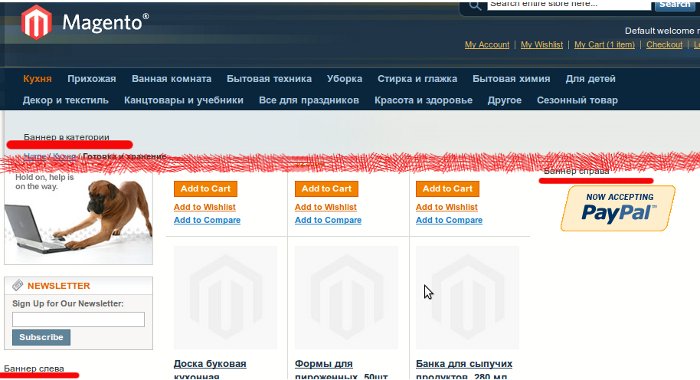 Magento®
Search entire store here...
Search
Default welcome
My Account | My Wishlist | My Cart (1 item) | Checkout
Кухня Прихожая Ванная комната Бытовая техника Уборка Стирка и глажка Бытовая химия Для детей
Декор и текстиль Канцтовары и учебники Все для праздников Красота и здоровье Другое Сезонный товар
Баннер в категории
Home / Кухня / Готовка и хранение
Баннер справа
Hold on, help is
on the way.
Add to Cart Add to Cart Add to Cart
Add to Wishlist Add to Wishlist Add to Wishlist
Add to Compare Add to Compare Add to Compare
NOW ACCEPTING
PayPal™
NEWSLETTER
Sign Up for Our Newsletter:
Subscribe
Баннер слева
Доска буковая Формы для Банка для сыпучих
кухонная пироженных, 50шт продуктов, 280 мл